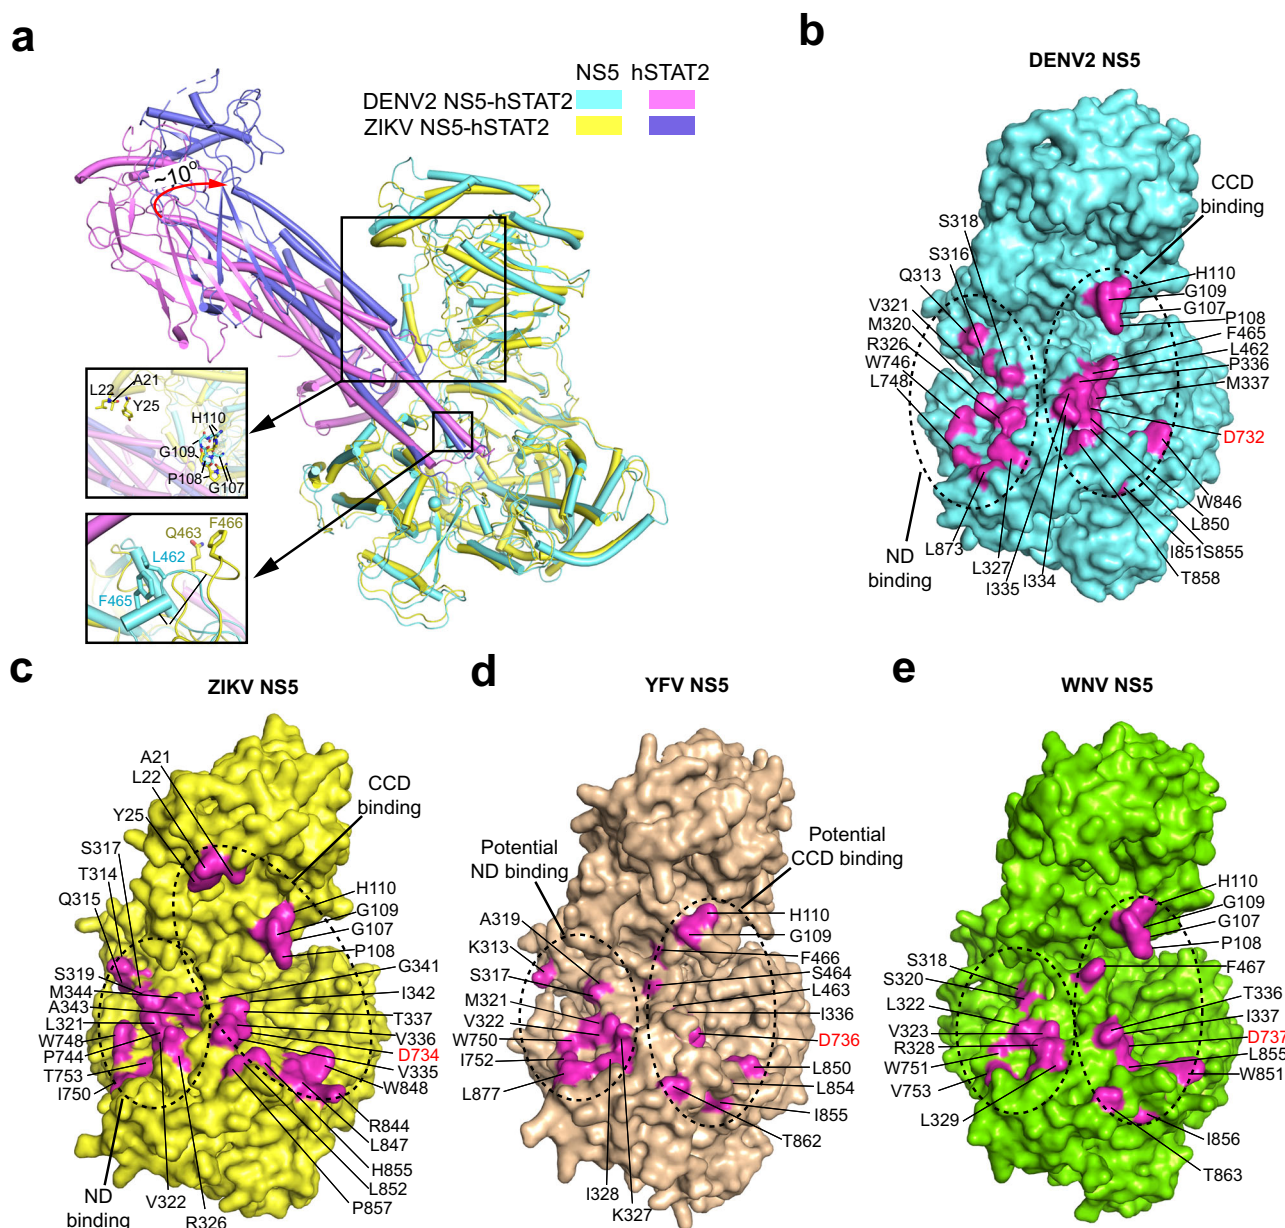 a
NS5 hSTAT2
DENV2 NS5-hSTAT2
ZIKV NS5-hSTAT2
~10°
L22
A21
Y25
H110
G109
P108
G107
F466
Q463
L462
F465
b
DENV2 NS5
CCD
binding
S318
S316
Q313
V321
M320
R326
W746
L748
H110
G109
G107
P108
F465
L462
P336
M337
D732
W846
L850
I851 S855
T858
ND
binding
L873
L327
I335
I334
c
ZIKV NS5
A21
L22
Y25
CCD
binding
S317
T314
Q315
H110
G109
G107
P108
S319
M344
A343
L321
W748
P744
T753
I750
G341
I342
T337
V336
D734
V335
W848
R844
L847
H855
L852
P857
ND
binding
V322
R326
d
YFV NS5
Potential
ND binding
Potential
CCD binding
A319
K313
S317
M321
V322
W750
I752
L877
H110
G109
F466
S464
L463
I336
D736
L850
L854
I855
T862
I328
K327
e
WNV NS5
H110
G109
G107
P108
F467
S318
S320
L322
V323
R328
W751
V753
L329
T336
I337
D737
L855
W851
I856
T863